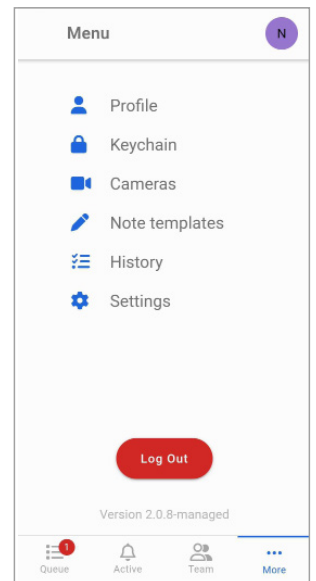 Menu
N
Profile
Keychain
Cameras
Note templates
History
Settings
Log Out
Version 2.0.8-managed
1
Queue
Active
Team
More